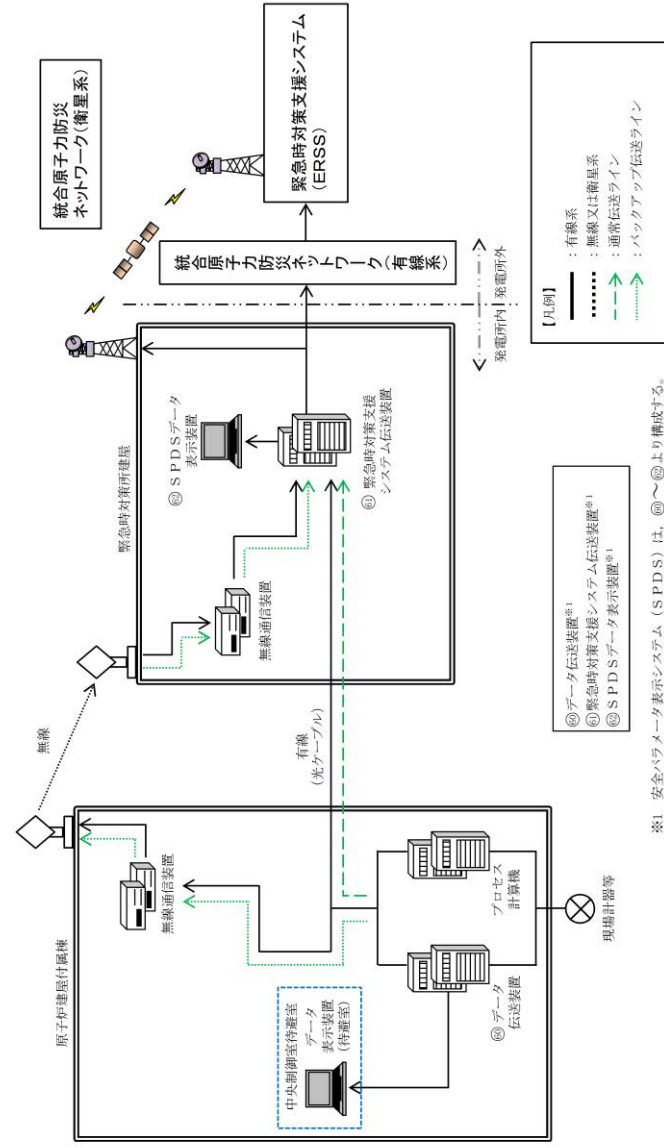 統合原子力防災
ネットワーク(衛星系)
緊急時対策支援システム
(ERSS)
統合原子力防災ネットワーク(有線系)
発電所内
発電所外
緊急時対策所建屋
㉒ＳＰＤＳデータ
表示装置
無線通信装置
㉑緊急時対策支援
システム伝送装置
無線
有線
(光ケーブル)
原子炉建屋付属棟
無線通信装置
中央制御室待避室
データ
表示装置
(待避室)
⑳データ
伝送装置
プロセス
計算機
現場計器等
【凡例】
：有線系
：無線又は衛星系
：通常伝送ライン
：バックアップ伝送ライン
データ伝送装置※1
緊急時対策支援システム伝送装置※1
ＳＰＤＳデータ表示装置※1
※1　安全パラメータ表示システム（ＳＰＤＳ）は，～より構成する。